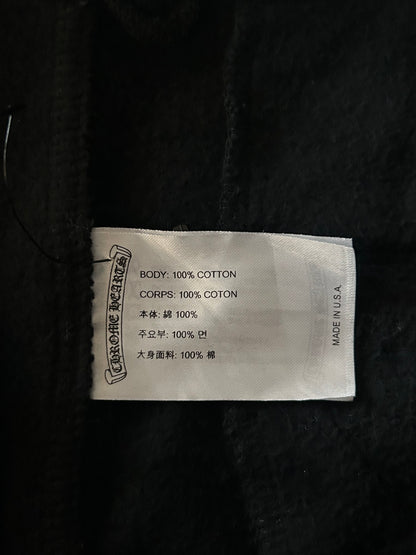 CHROME HEARTS
BODY: 100% COTTON
CORPS: 100% COTON
本体: 綿 100%
주요부: 100% 면
大身面料: 100% 棉
MADE IN U.S.A.